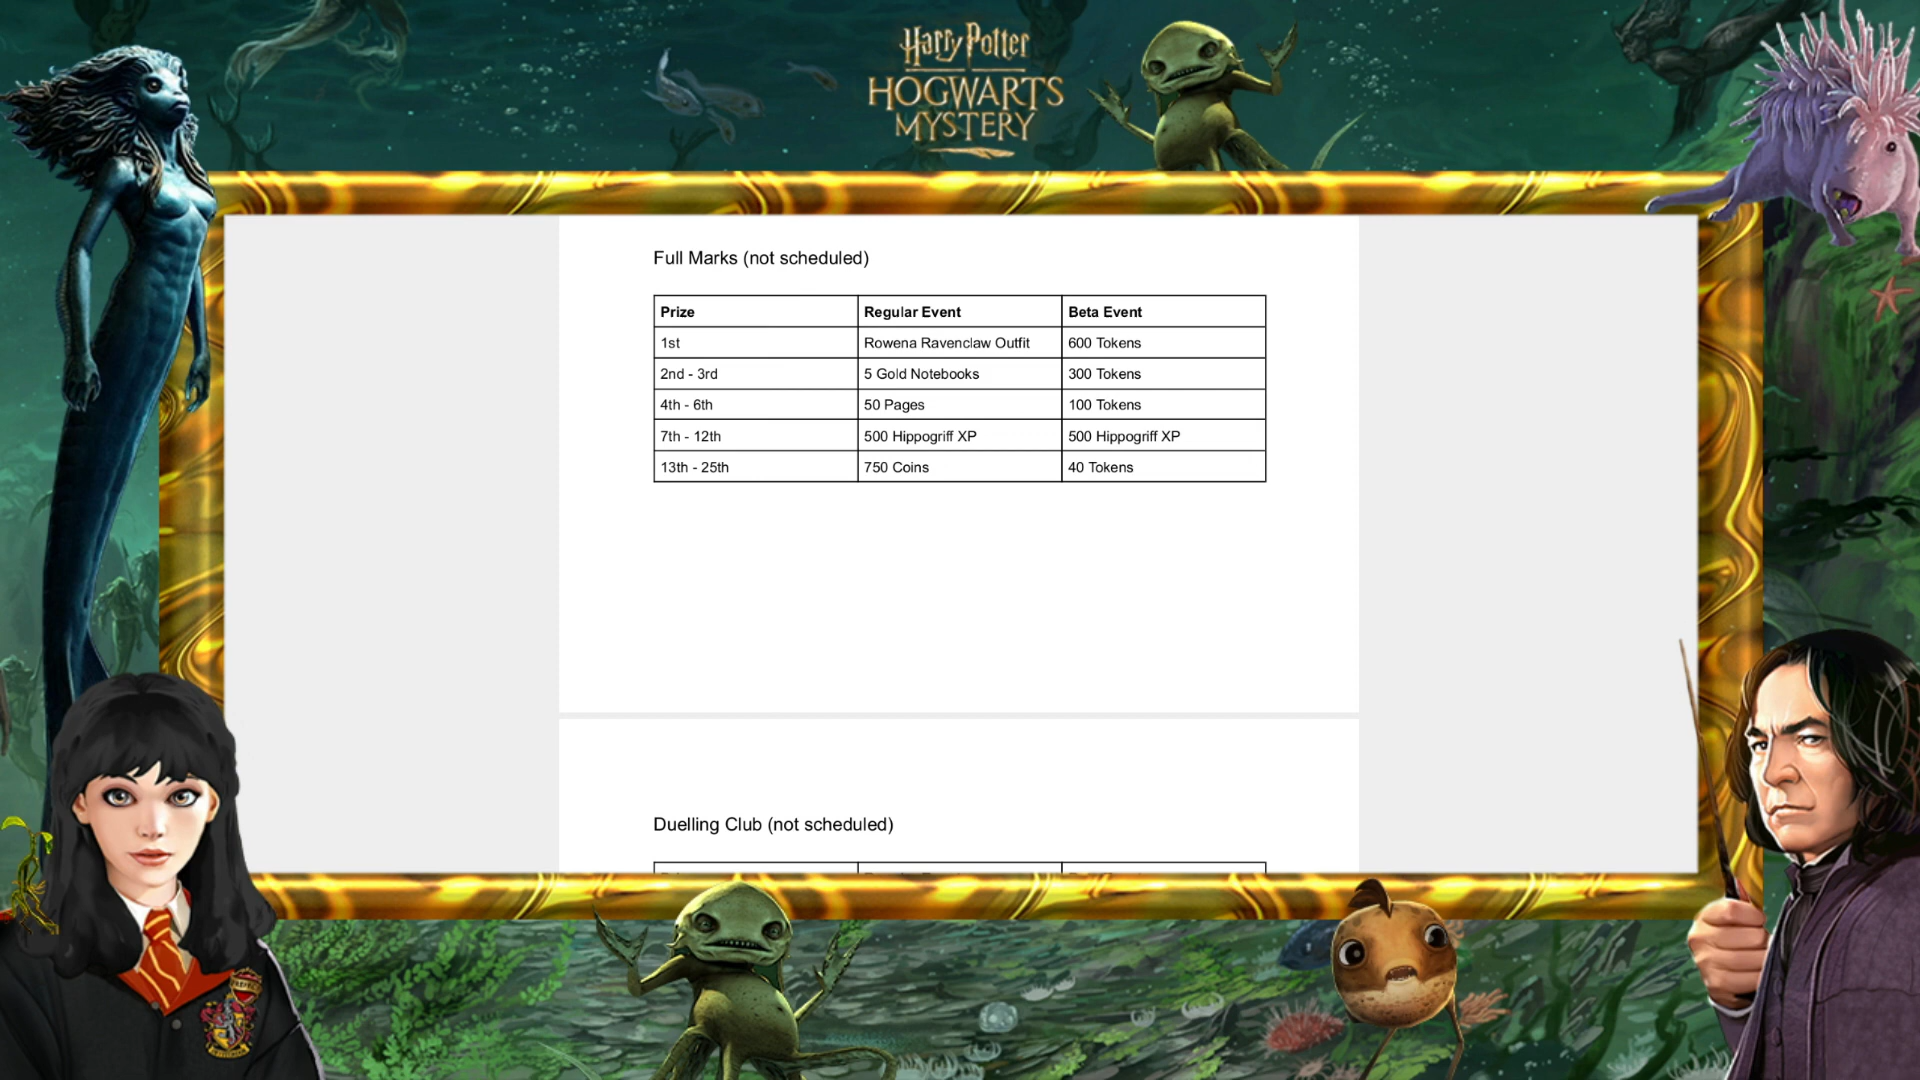 Harry Potter
HOGWARTS
MYSTERY
Full Marks (not scheduled)
Prize Regular Event Beta Event
1st Rowena Ravenclaw Outfit 600 Tokens
2nd - 3rd 5 Gold Notebooks 300 Tokens
4th - 6th 50 Pages 100 Tokens
7th - 12th 500 Hippogriff XP 500 Hippogriff XP
13th - 25th 750 Coins 40 Tokens
Duelling Club (not scheduled)
PREFECT
GRYFFINDOR